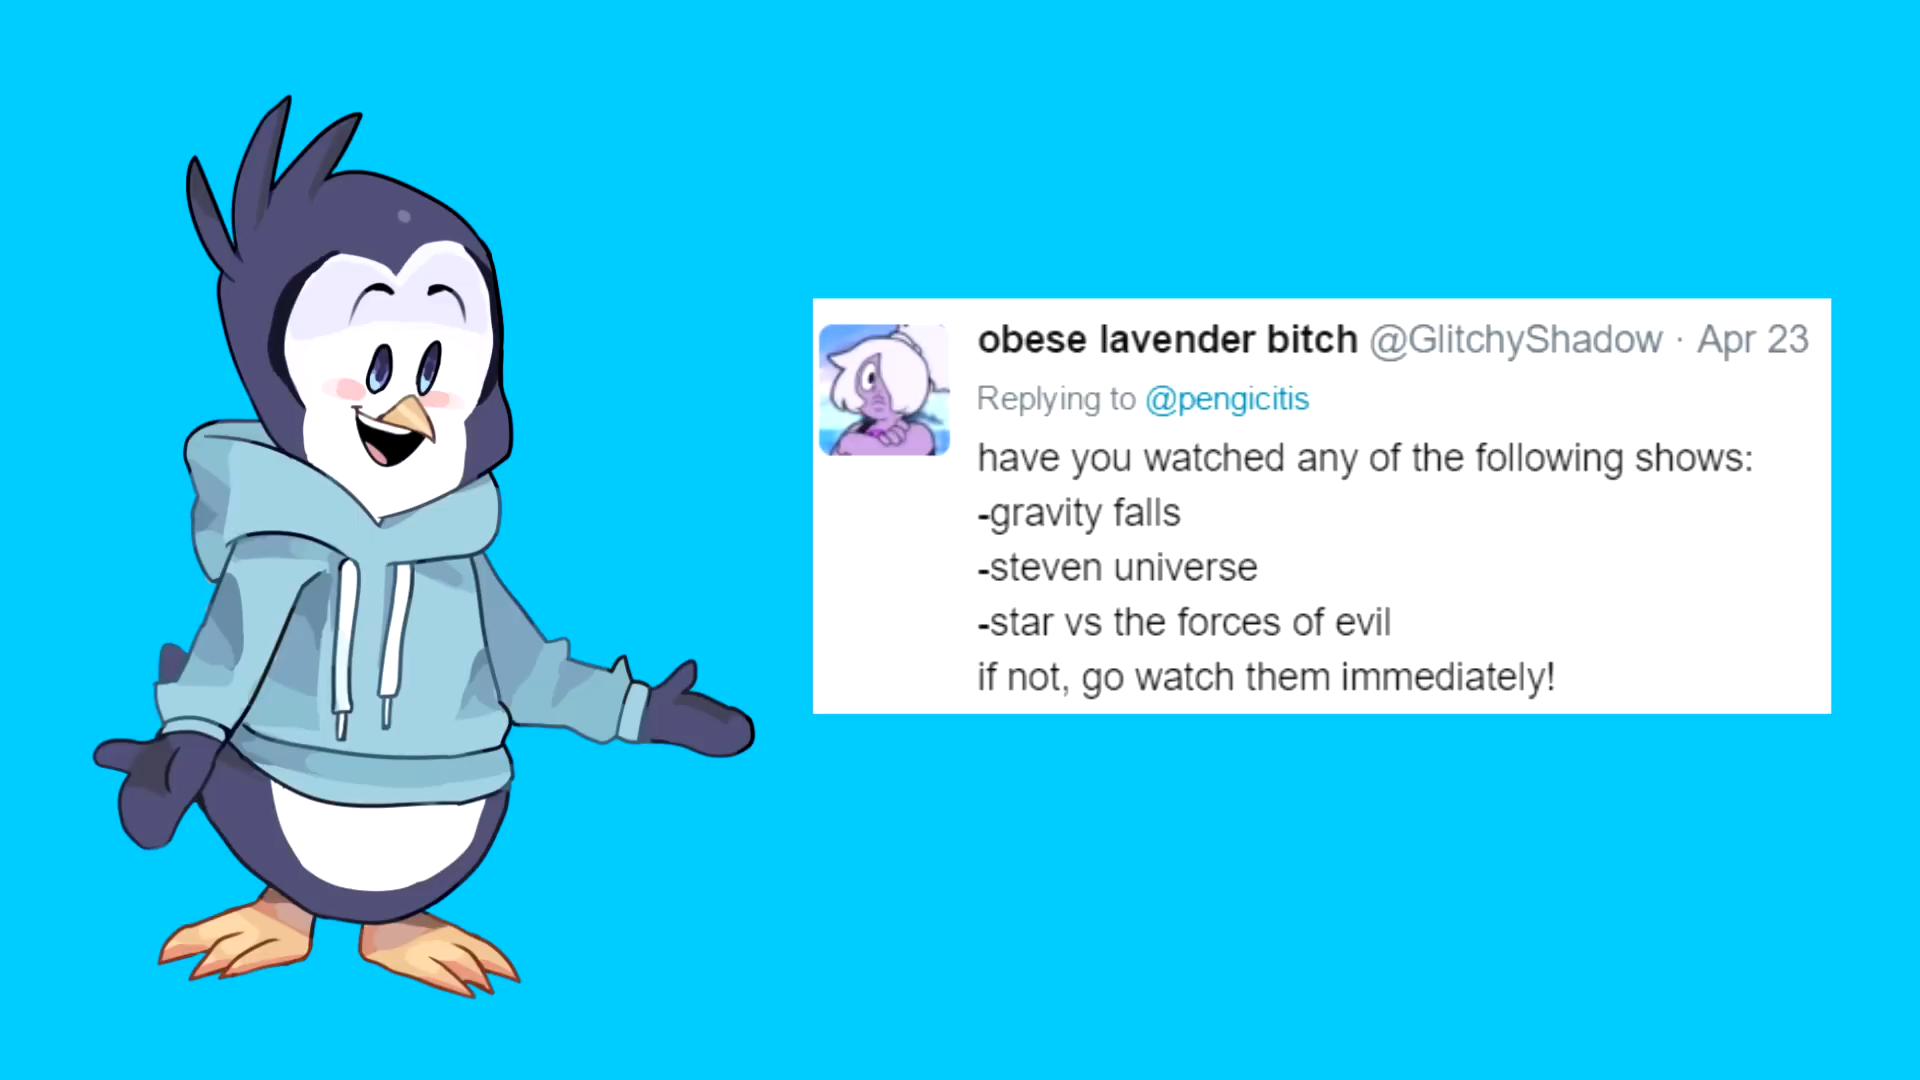 obese lavender bitch @GlitchyShadow · Apr 23
Replying to @pengicitis
have you watched any of the following shows:
-gravity falls
-steven universe
-star vs the forces of evil
if not, go watch them immediately!